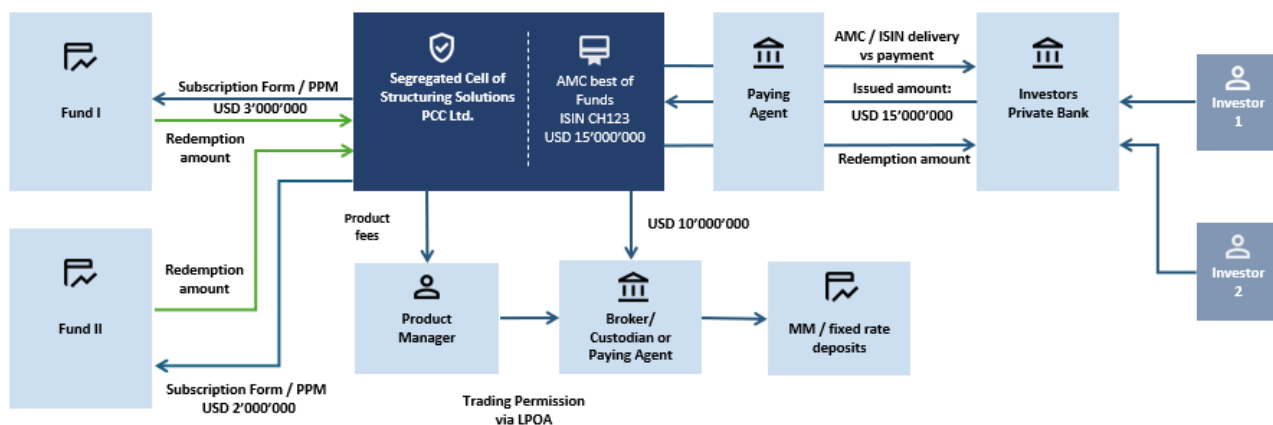 Fund I
Subscription Form / PPM
USD 3’000’000
Redemption
amount
Segregated Cell of
Structuring Solutions
PCC Ltd.
AMC best of
Funds
ISIN CH123
USD 15’000’000
Paying
Agent
AMC / ISIN delivery
vs payment
Issued amount:
USD 15’000’000
Redemption amount
Investors
Private Bank
Investor
1
Investor
2
Fund II
Redemption
amount
Subscription Form / PPM
USD 2’000’000
Product
fees
USD 10’000’000
Product
Manager
Broker/
Custodian or
Paying Agent
MM / fixed rate
deposits
Trading Permission
via LPOA